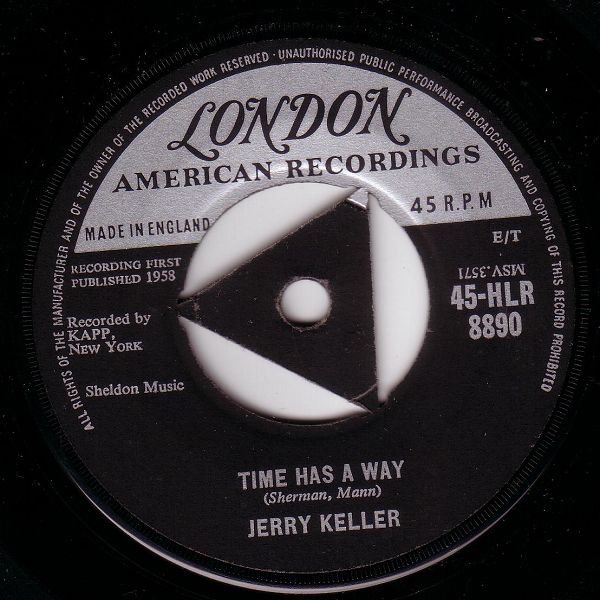 ALL RIGHTS OF THE MANUFACTURER AND OF THE OWNER OF THE RECORDED WORK RESERVED · UNAUTHORISED PUBLIC PERFORMANCE BROADCASTING AND COPYING OF THIS RECORD PROHIBITED
LONDON
AMERICAN RECORDINGS
MADE IN ENGLAND
45 R.P.M
E/T
RECORDING FIRST
PUBLISHED 1958
MSV.3571
Recorded by
KAPP,
NEW YORK
45-HLR
8890
Sheldon Music
TIME HAS A WAY
(Sherman, Mann)
JERRY KELLER